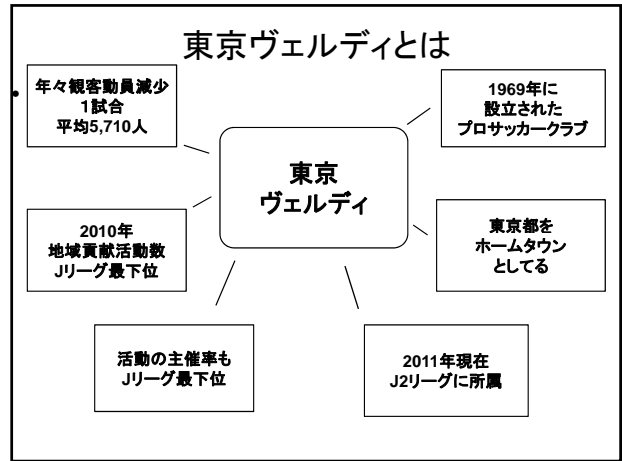 東京ヴェルディとは
年々観客動員減少
1試合
平均5,710人
1969年に
設立された
プロサッカークラブ
東京
ヴェルディ
2010年
地域貢献活動数
Jリーグ最下位
東京都を
ホームタウン
としてる
活動の主催率も
Jリーグ最下位
2011年現在
J2リーグに所属